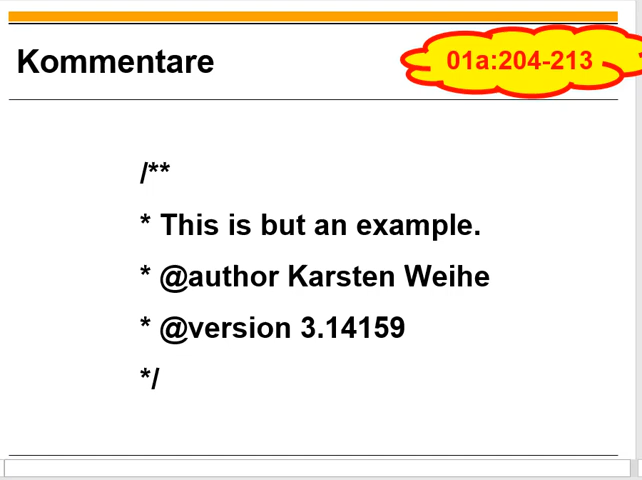 Kommentare
01a:204-213
/**
* This is but an example.
* @author Karsten Weihe
* @version 3.14159
*/